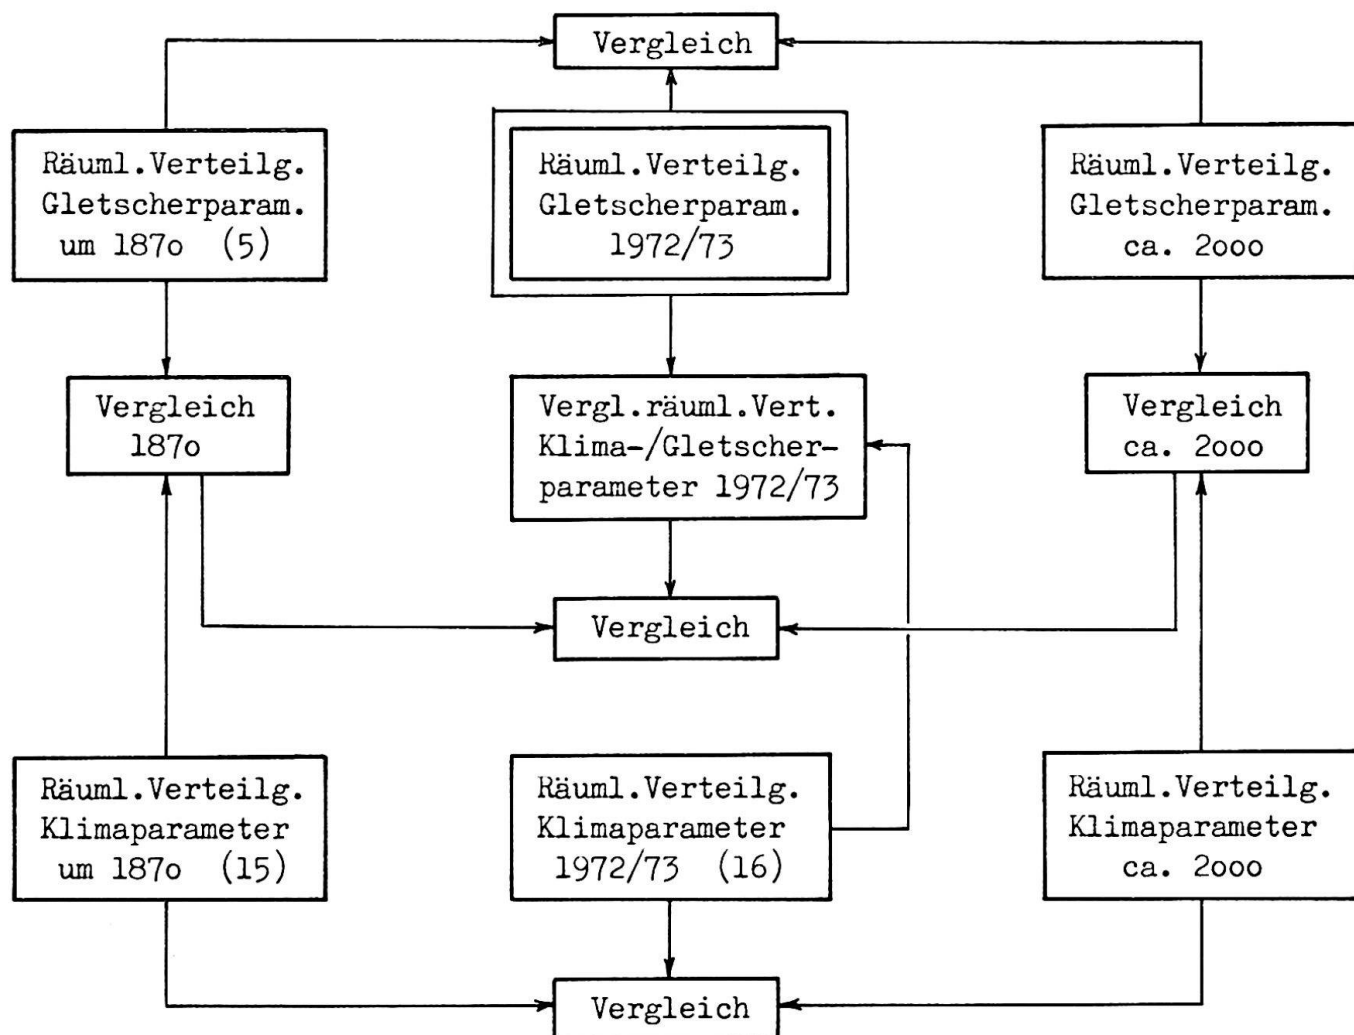 Vergleich
Räuml.Verteilg.
Gletscherparam.
um 187o (5)
Räuml.Verteilg.
Gletscherparam.
1972/73
Räuml.Verteilg.
Gletscherparam.
ca. 2ooo
Vergleich
187o
Vergl.räuml.Vert.
Klima-/Gletscher-
parameter 1972/73
Vergleich
ca. 2ooo
Vergleich
Räuml.Verteilg.
Klimaparameter
um 187o (15)
Räuml.Verteilg.
Klimaparameter
1972/73 (16)
Räuml.Verteilg.
Klimaparameter
ca. 2ooo
Vergleich